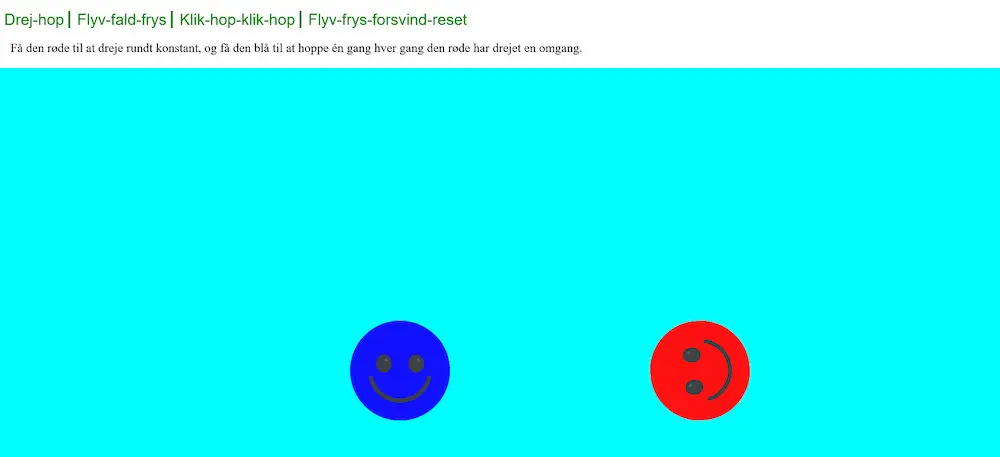 Drej-hop | Flyv-fald-frys | Klik-hop-klik-hop | Flyv-frys-forsvind-reset
Få den røde til at dreje rundt konstant, og få den blå til at hoppe én gang hver gang den røde har drejet en omgang.